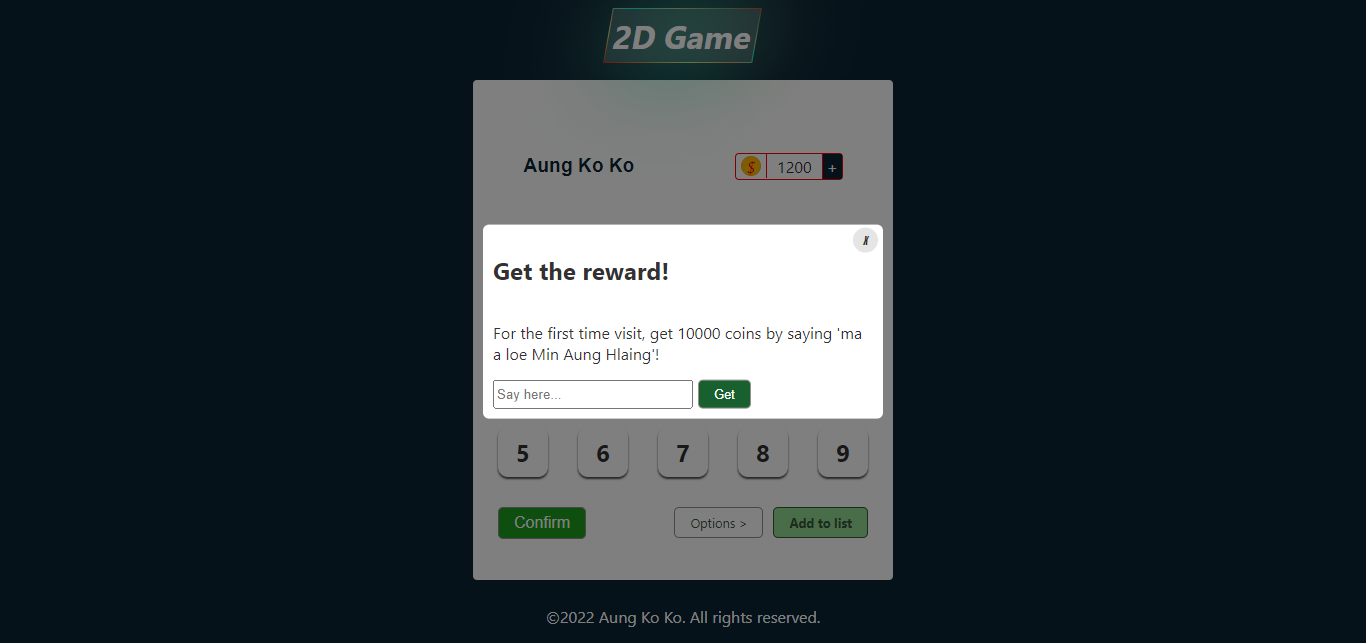 2D Game
Aung Ko Ko
$ 1200 +
Get the reward!
For the first time visit, get 10000 coins by saying 'ma
a loe Min Aung Hlaing'!
Say here...
Get
5 6 7 8 9
Confirm
Options >
Add to list
©2022 Aung Ko Ko. All rights reserved.